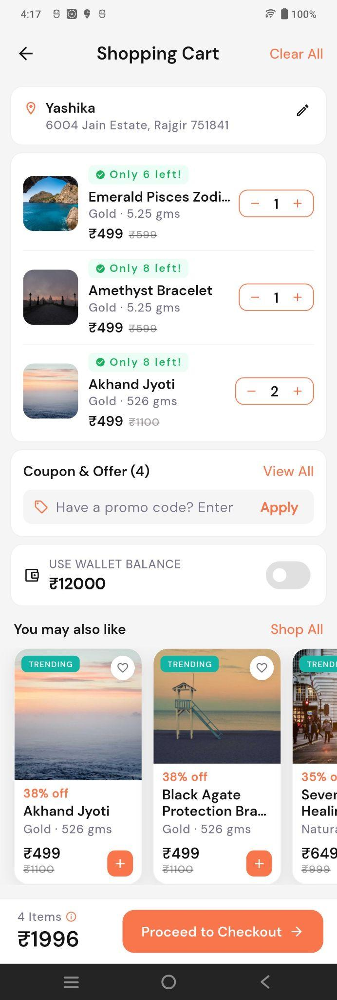 4:17 100%
Shopping Cart Clear All
Yashika
6004 Jain Estate, Rajgir 751841
Only 6 left!
Emerald Pisces Zodi...
Gold · 5.25 gms
₹499 ₹599
1
Only 8 left!
Amethyst Bracelet
Gold · 5.25 gms
₹499 ₹599
1
Only 8 left!
Akhand Jyoti
Gold · 526 gms
₹499 ₹1100
2
Coupon & Offer (4) View All
Have a promo code? Enter Apply
USE WALLET BALANCE
₹12000
You may also like Shop All
TRENDING
38% off
Akhand Jyoti
Gold · 526 gms
₹499
₹1100
TRENDING
38% off
Black Agate
Protection Bra...
Gold · 526 gms
₹499
₹1100
TRENDI
35% o
Sever
Healin
Natura
₹649
₹999
4 Items
₹1996
Proceed to Checkout